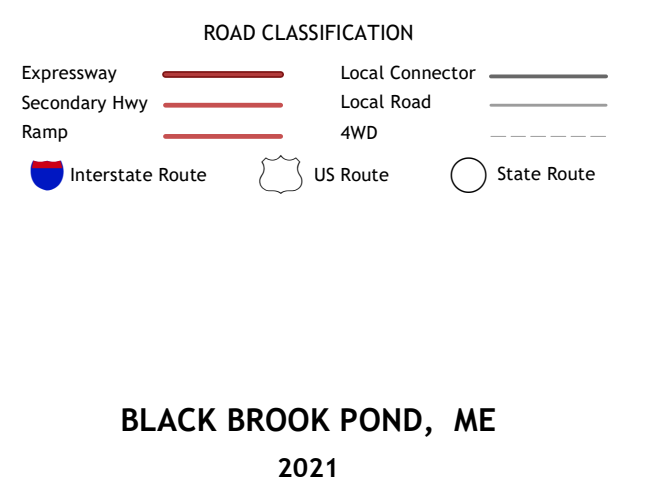 ROAD CLASSIFICATION
Expressway Local Connector
Secondary Hwy Local Road
Ramp 4WD
Interstate Route US Route State Route
BLACK BROOK POND, ME
2021